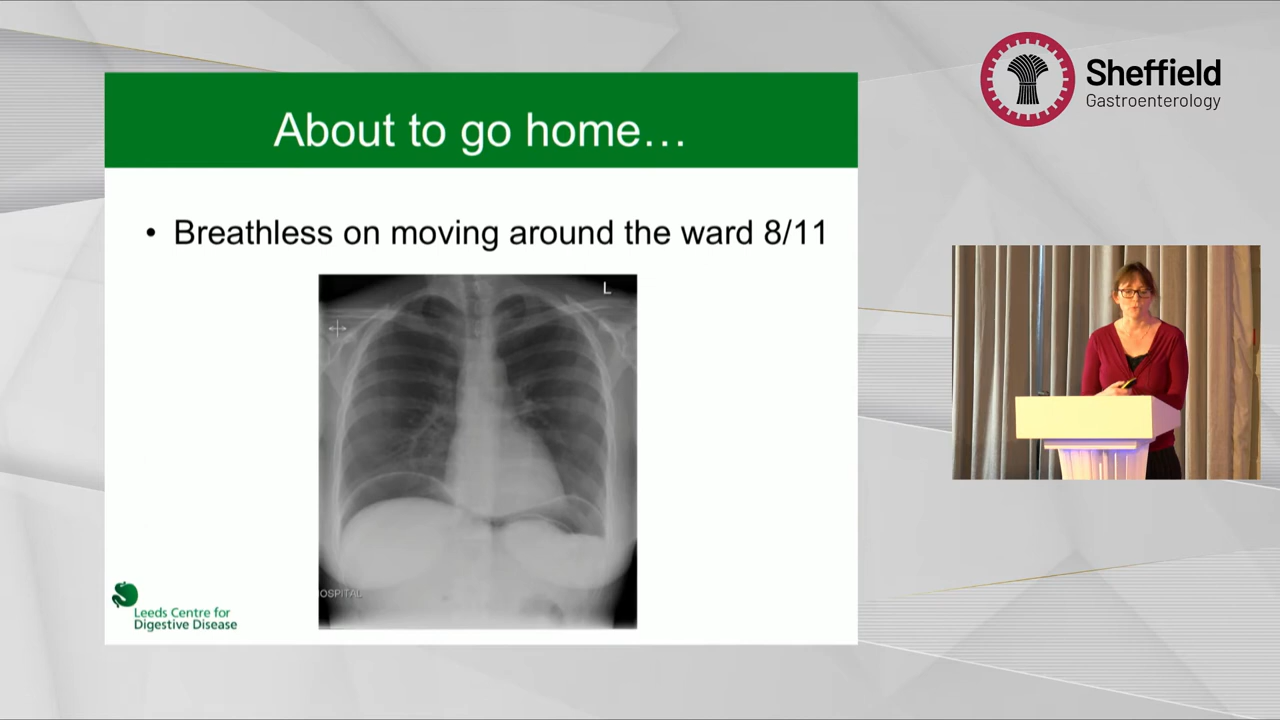 Sheffield
Gastroenterology
About to go home…
• Breathless on moving around the ward 8/11
L
OSPITAL
Leeds Centre for
Digestive Disease